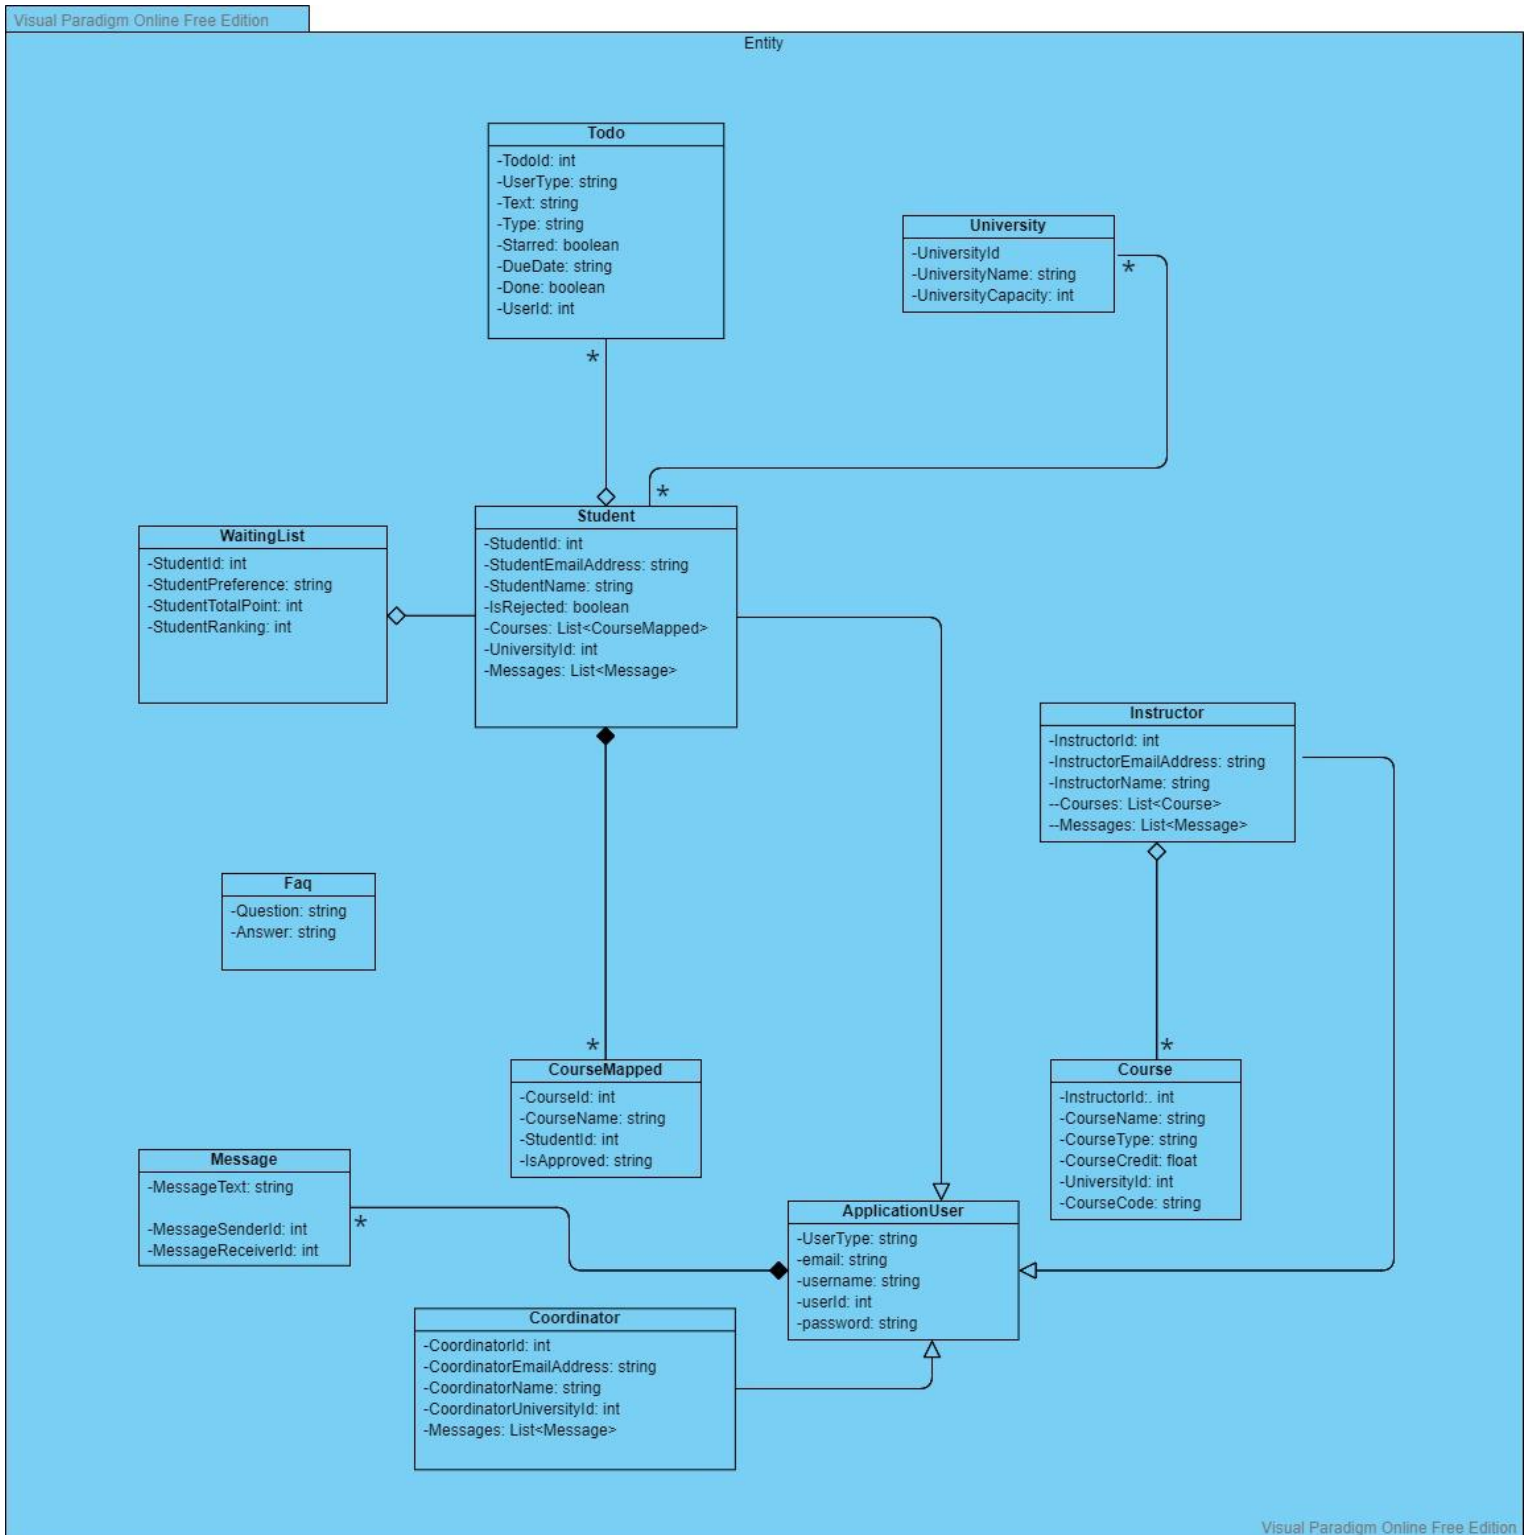 Visual Paradigm Online Free Edition
Entity
Todo
-TodoId: int
-UserType: string
-Text: string
-Type: string
-Starred: boolean
-DueDate: string
-Done: boolean
-UserId: int
*
University
-UniversityId
-UniversityName: string
-UniversityCapacity: int
*
*
WaitingList
-StudentId: int
-StudentPreference: string
-StudentTotalPoint: int
-StudentRanking: int
Student
-StudentId: int
-StudentEmailAddress: string
-StudentName: string
-IsRejected: boolean
-Courses: List<CourseMapped>
-UniversityId: int
-Messages: List<Message>
Instructor
-InstructorId: int
-InstructorEmailAddress: string
-InstructorName: string
--Courses: List<Course>
--Messages: List<Message>
Faq
-Question: string
-Answer: string
*
CourseMapped
-CourseId: int
-CourseName: string
-StudentId: int
-IsApproved: string
*
Course
-InstructorId:. int
-CourseName: string
-CourseType: string
-CourseCredit: float
-UniversityId: int
-CourseCode: string
Message
-MessageText: string
-MessageSenderId: int
-MessageReceiverId: int
*
ApplicationUser
-UserType: string
-email: string
-username: string
-userId: int
-password: string
Coordinator
-CoordinatorId: int
-CoordinatorEmailAddress: string
-CoordinatorName: string
-CoordinatorUniversityId: int
-Messages: List<Message>
Visual Paradigm Online Free Edition